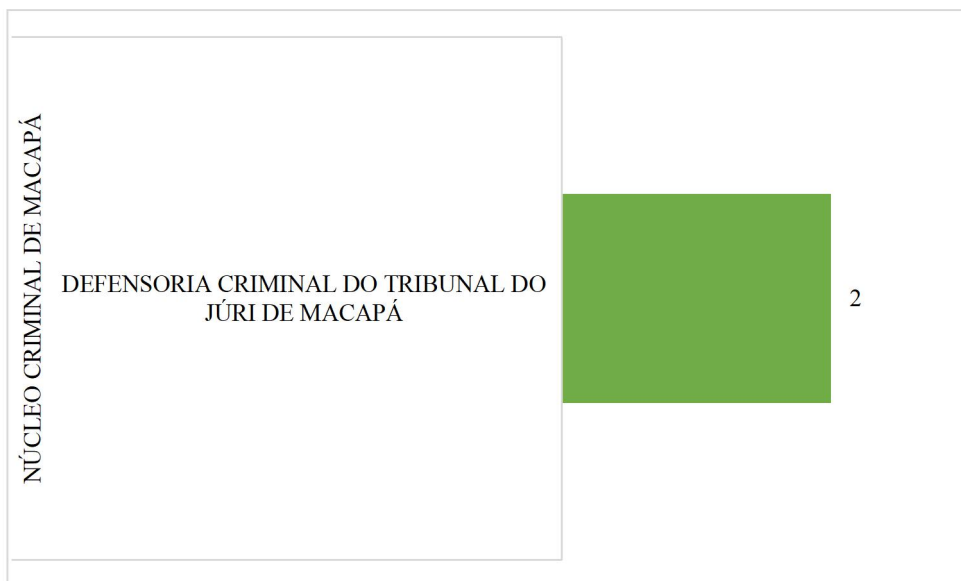 NÚCLEO CRIMINAL DE MACAPÁ
DEFENSORIA CRIMINAL DO TRIBUNAL DO
JÚRI DE MACAPÁ
2